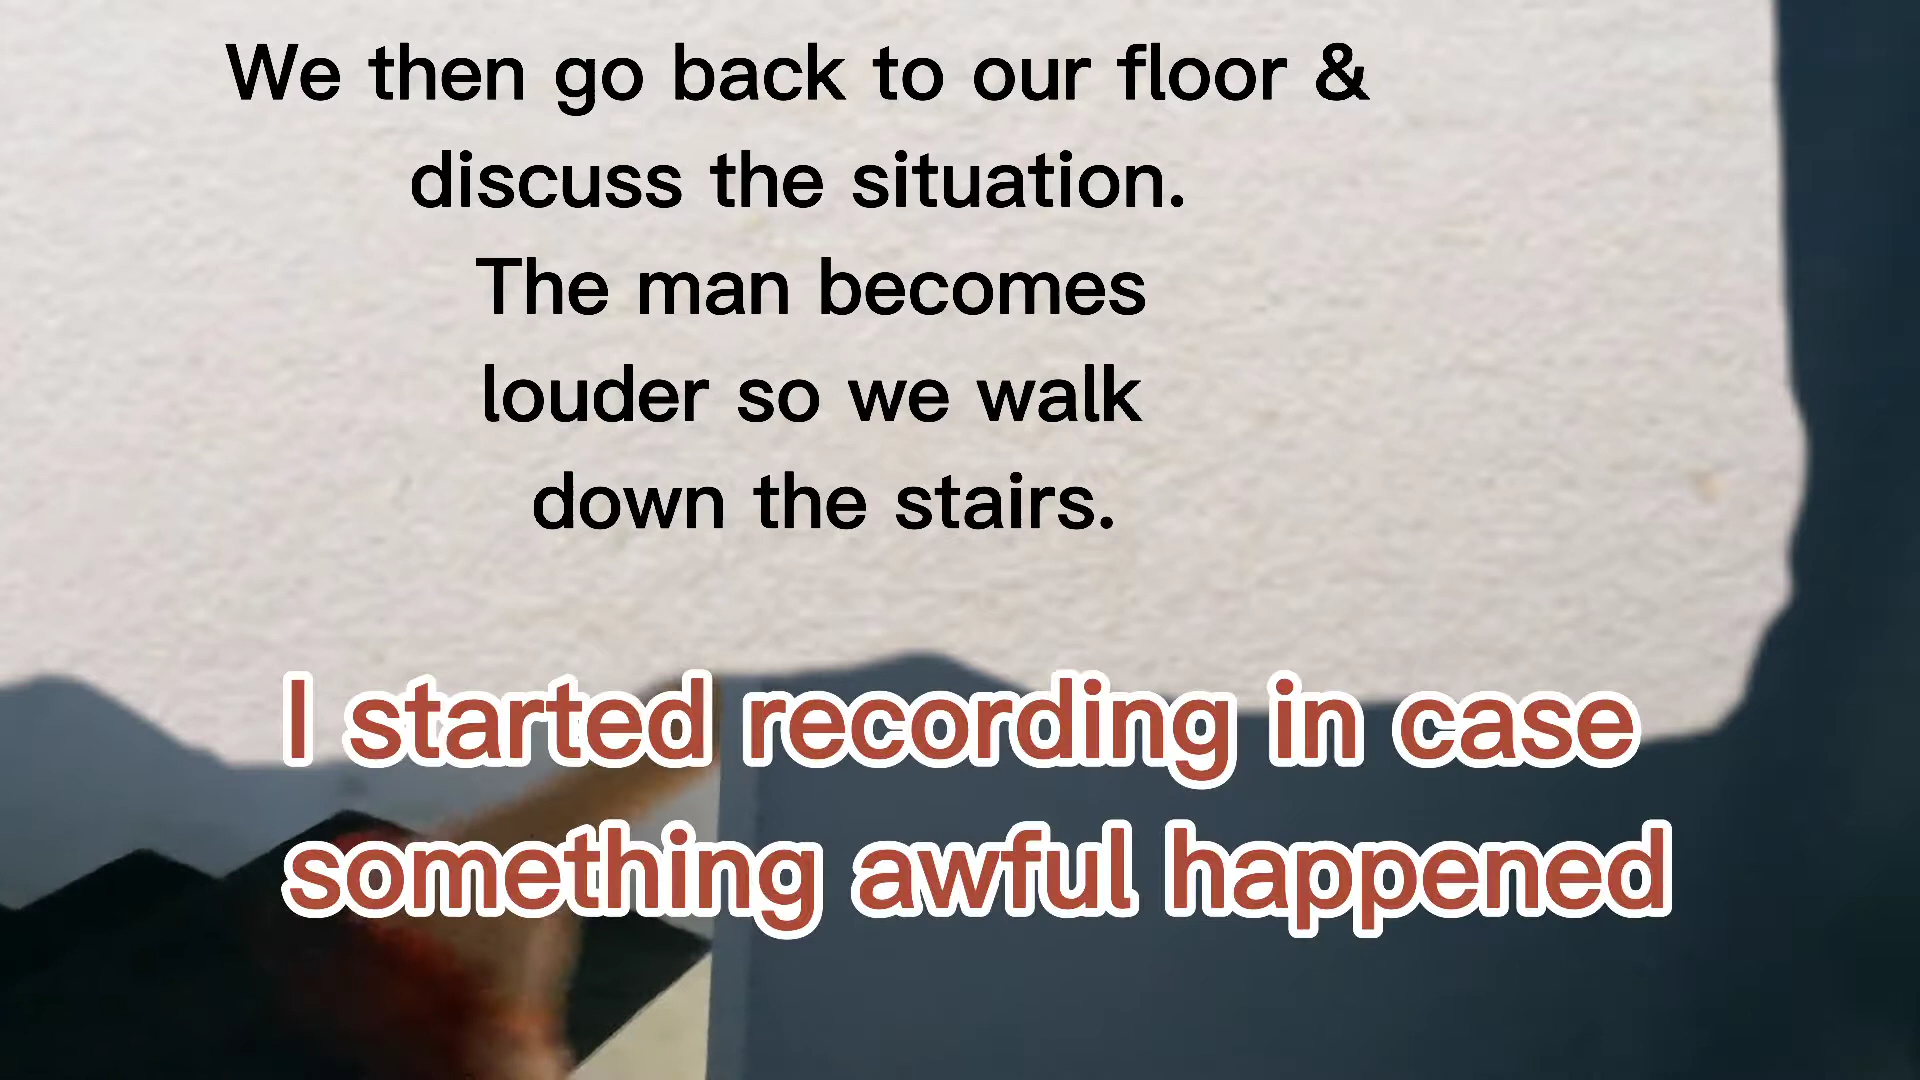 We then go back to our floor &
discuss the situation.
The man becomes
louder so we walk
down the stairs.
I started recording in case
something awful happened